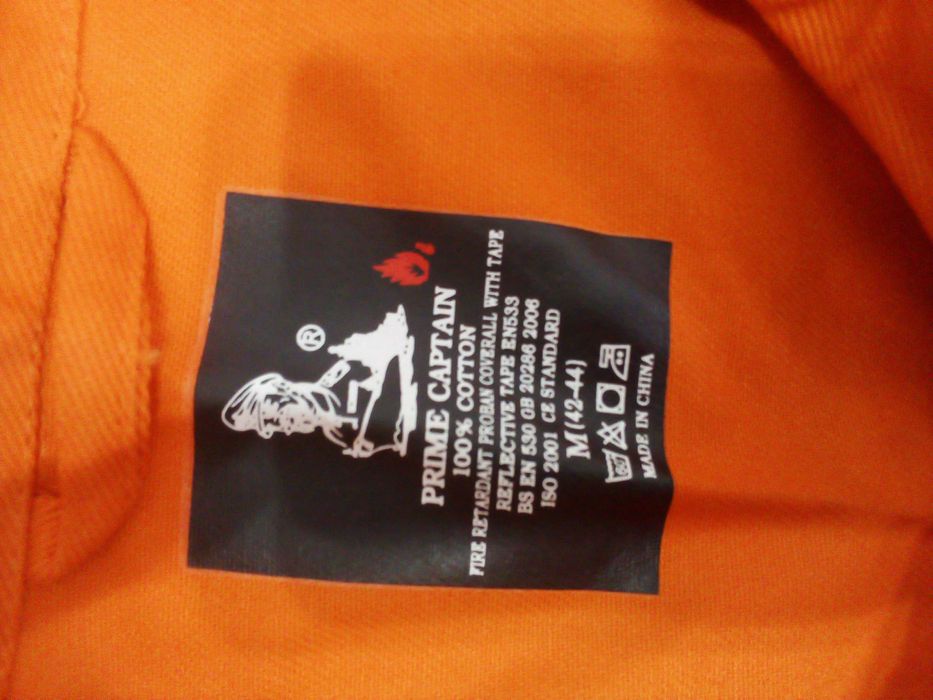 ®
PRIME CAPTAIN
100% COTTON
FIRE RETARDANT PROBAN COVERALL WITH TAPE
REFLECTIVE TAPE EN533
BS EN 530 GB 20286 2006
ISO 2001 CE STANDARD
M(42-44)
60
MADE IN CHINA